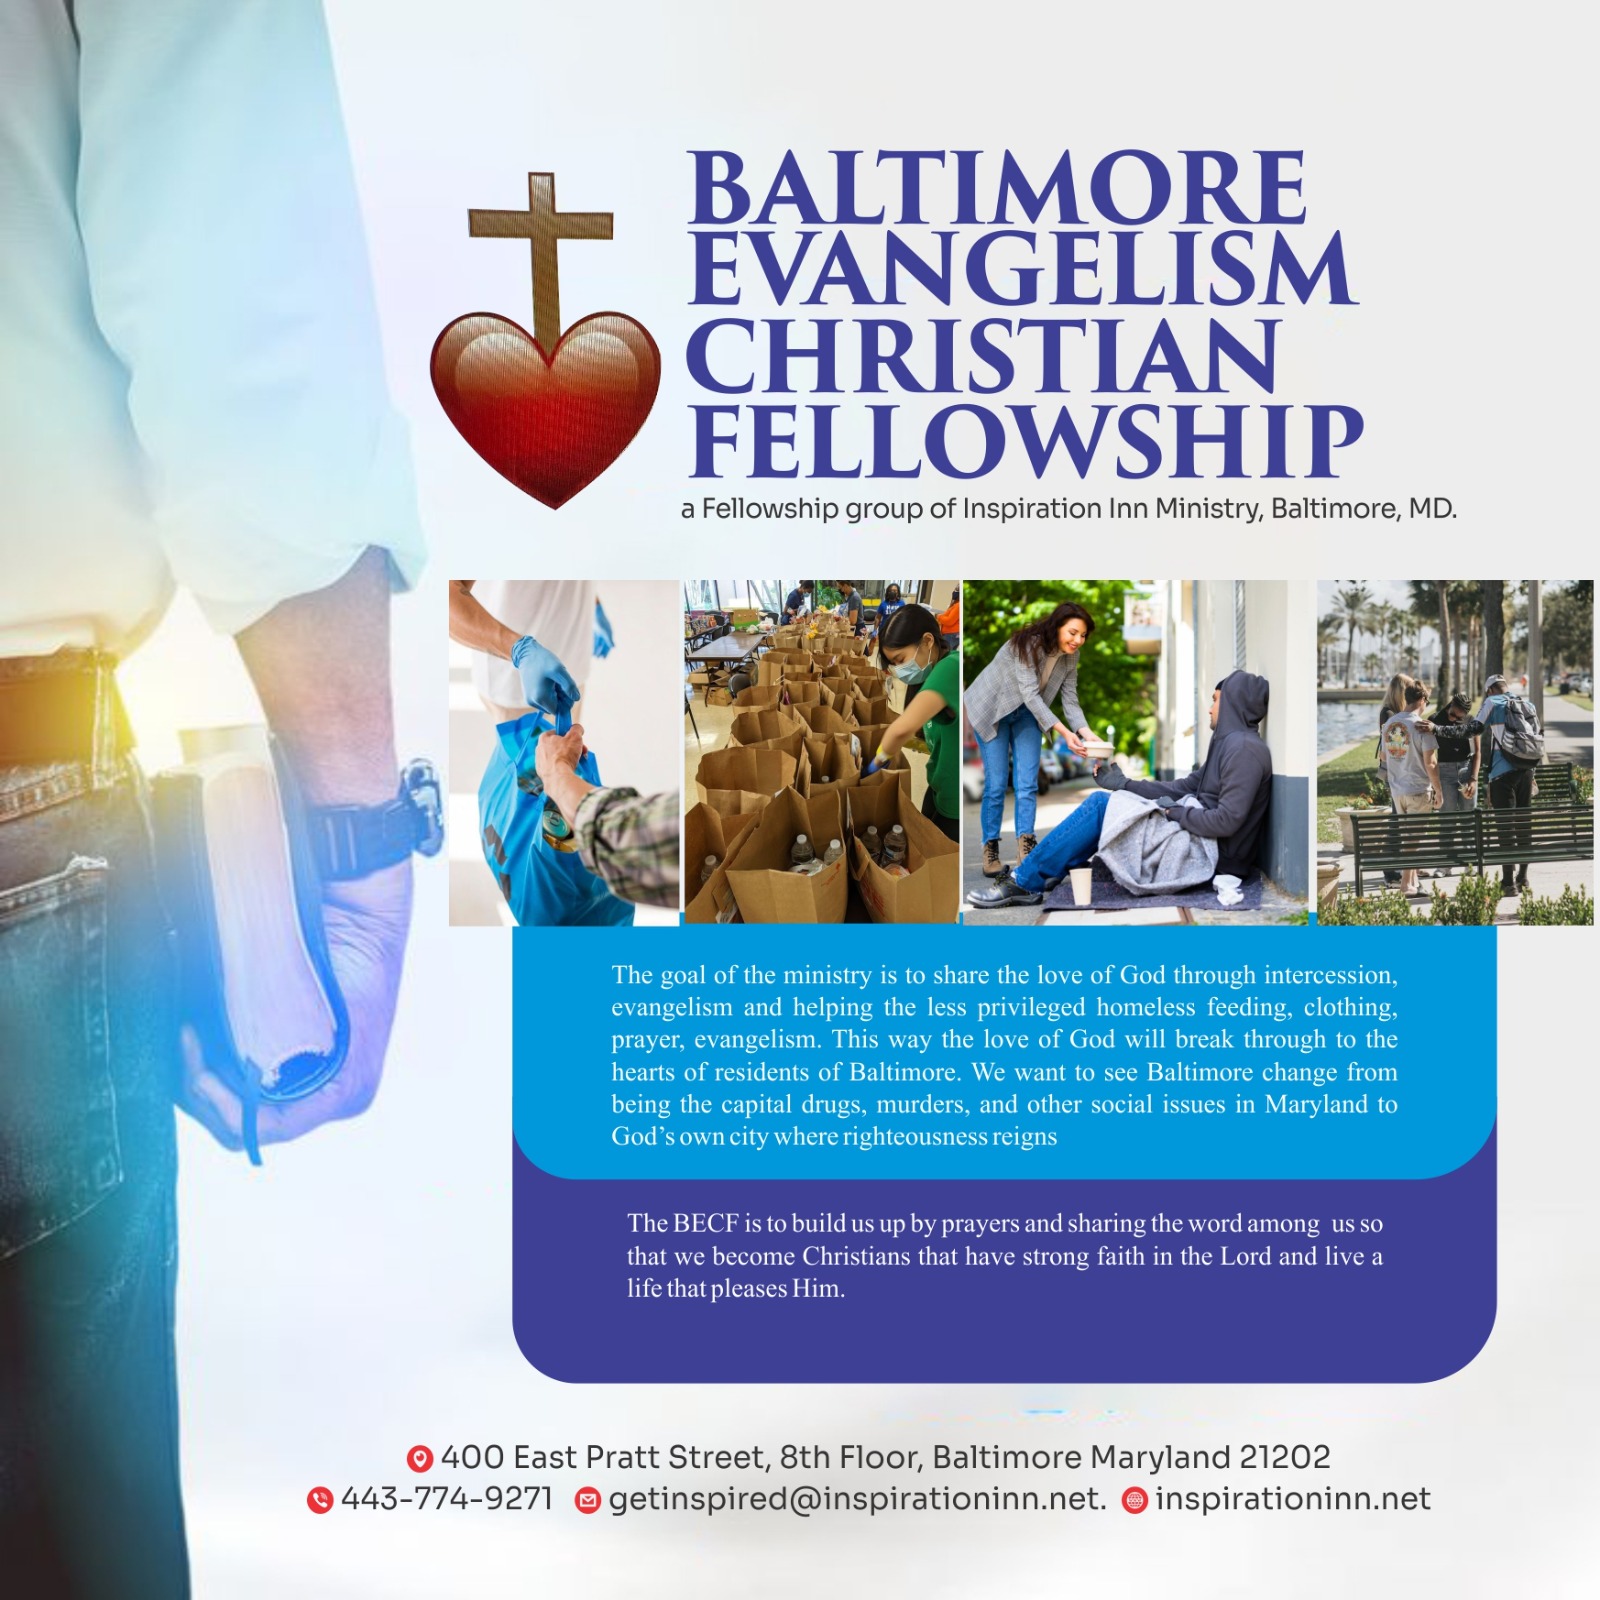 BALTIMORE
EVANGELISM
CHRISTIAN
FELLOWSHIP
a Fellowship group of Inspiration Inn Ministry, Baltimore, MD.
The goal of the ministry is to share the love of God through intercession,
evangelism and helping the less privileged homeless feeding, clothing,
prayer, evangelism. This way the love of God will break through to the
hearts of residents of Baltimore. We want to see Baltimore change from
being the capital drugs, murders, and other social issues in Maryland to
God’s own city where righteousness reigns
The BECF is to build us up by prayers and sharing the word among us so
that we become Christians that have strong faith in the Lord and live a
life that pleases Him.
400 East Pratt Street, 8th Floor, Baltimore Maryland 21202
443-774-9271 getinspired@inspirationinn.net. inspirationinn.net